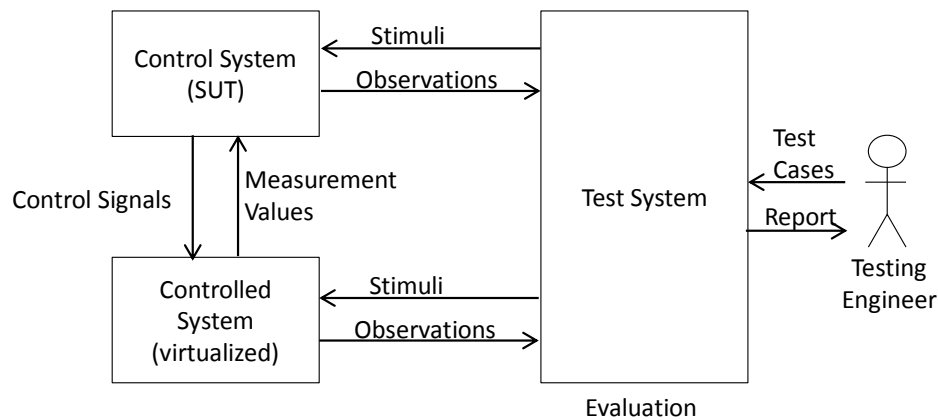 Control System
(SUT)
Stimuli
Observations
Control Signals
Measurement
Values
Controlled
System
(virtualized)
Stimuli
Observations
Test System
Evaluation
Test
Cases
Report
Testing
Engineer